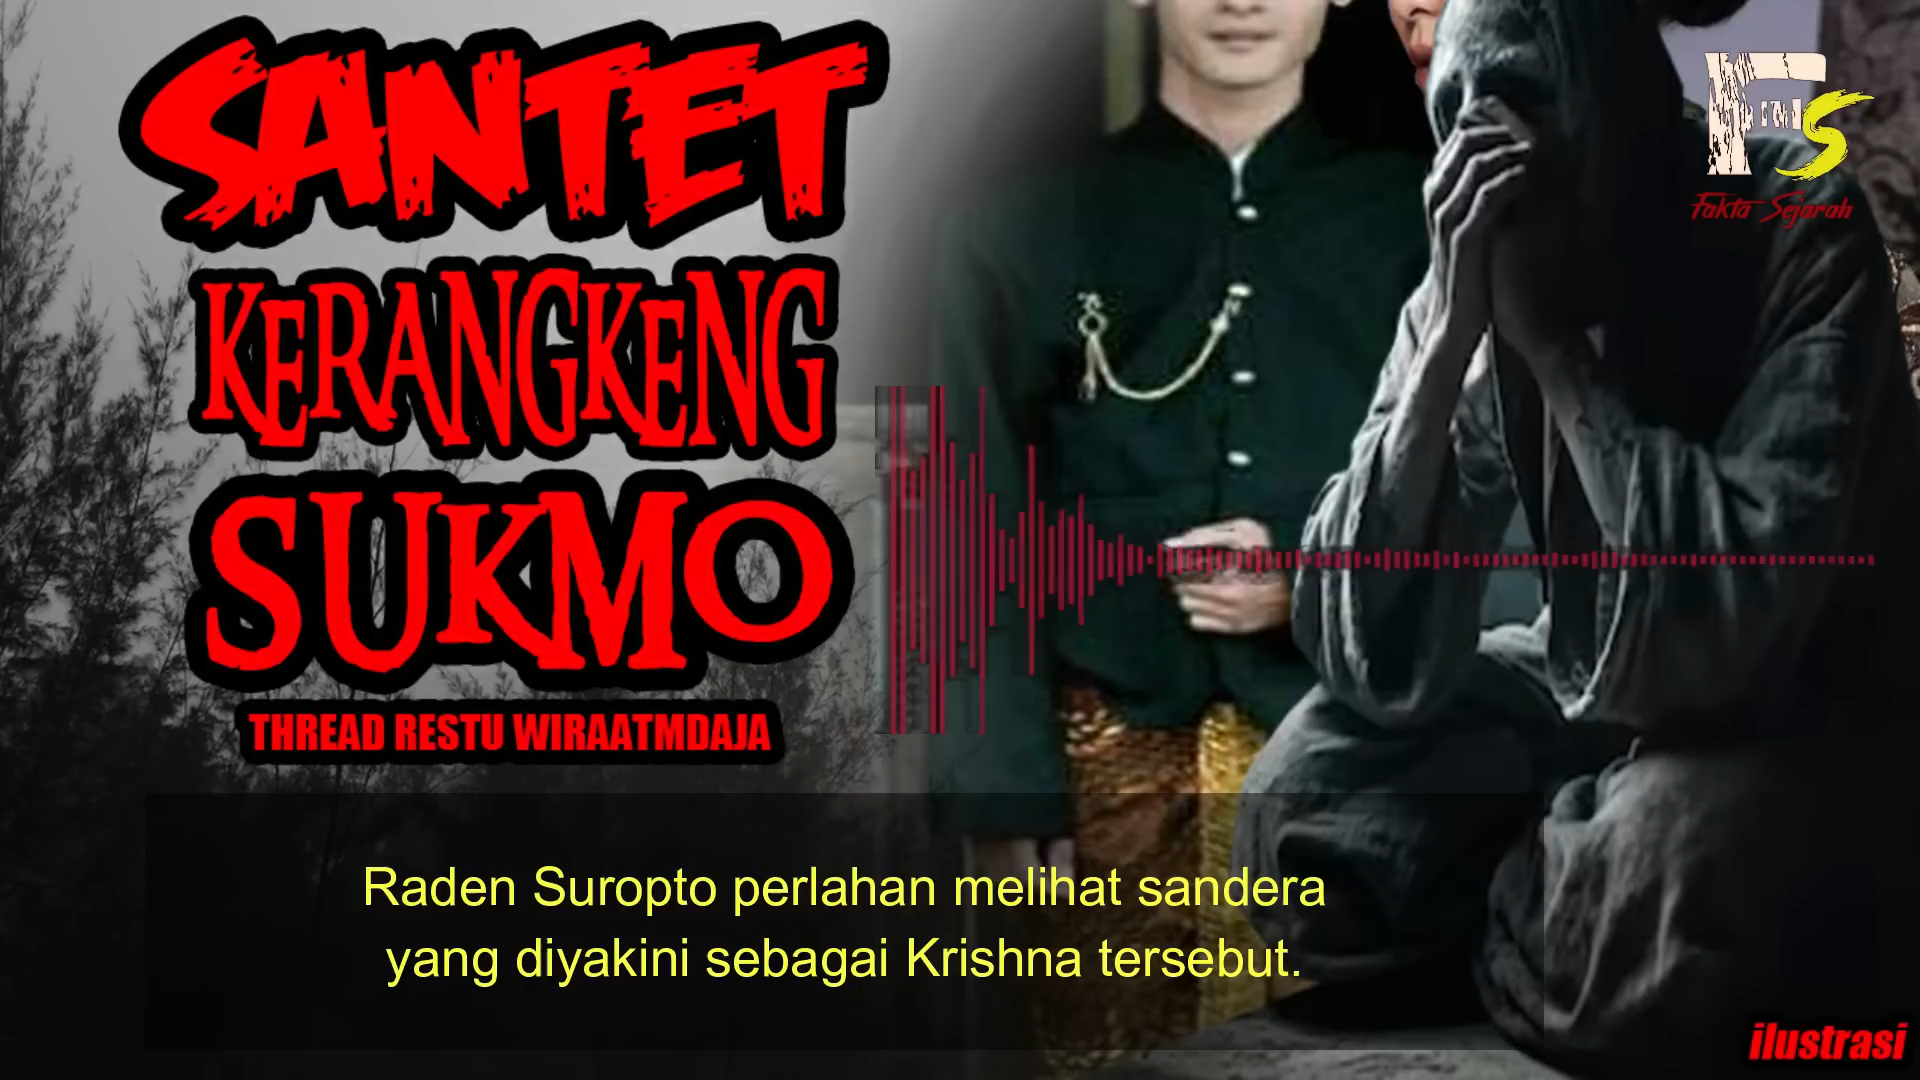 SANTET
KERANGKENG
SUKMO
THREAD RESTU WIRAATMDAJA
FS
Fakta Sejarah
Raden Suropto perlahan melihat sandera
yang diyakini sebagai Krishna tersebut.
ilustrasi